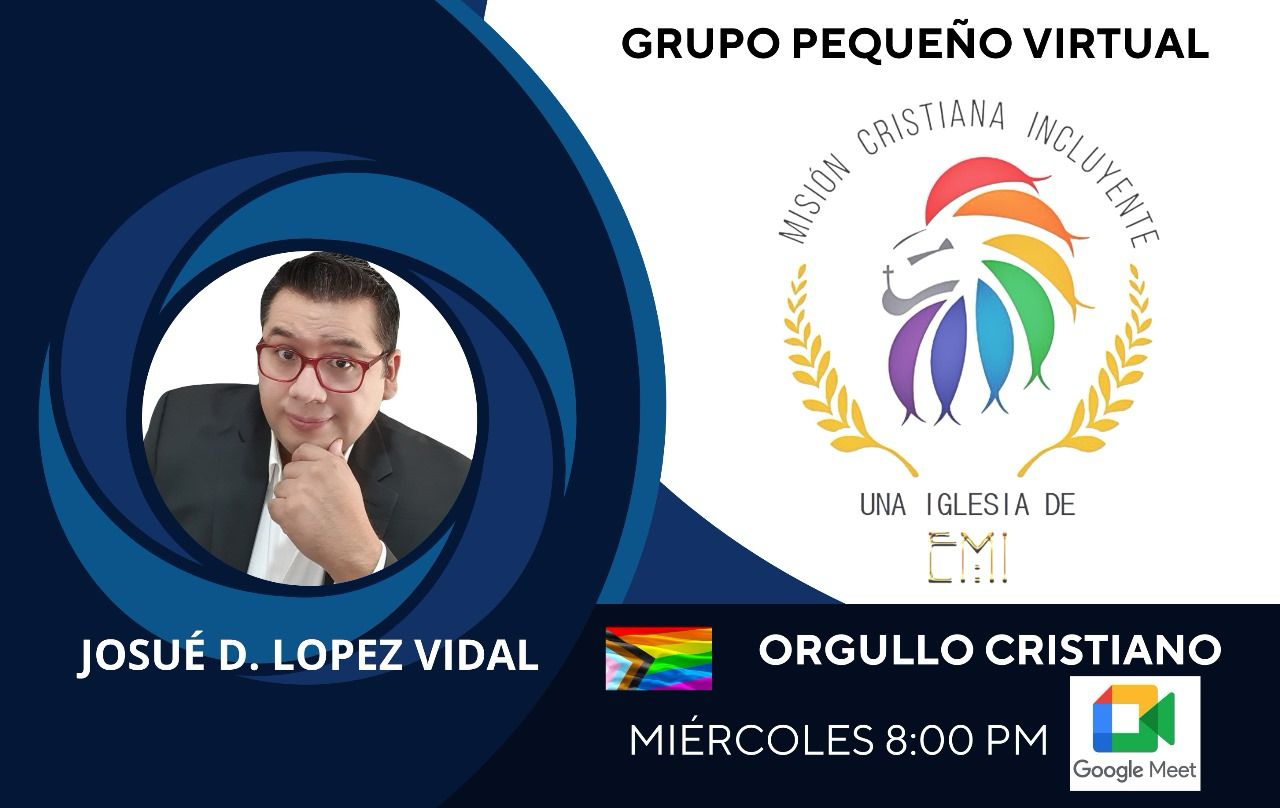 GRUPO PEQUEÑO VIRTUAL
MISIÓN CRISTIANA INCLUYENTE
UNA IGLESIA DE
EMI
JOSUÉ D. LOPEZ VIDAL
ORGULLO CRISTIANO
MIÉRCOLES 8:00 PM
Google Meet